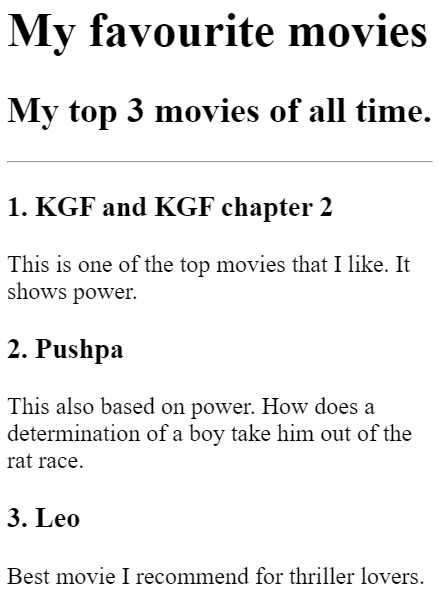 My favourite movies
My top 3 movies of all time.
1. KGF and KGF chapter 2
This is one of the top movies that I like. It
shows power.
2. Pushpa
This also based on power. How does a
determination of a boy take him out of the
rat race.
3. Leo
Best movie I recommend for thriller lovers.